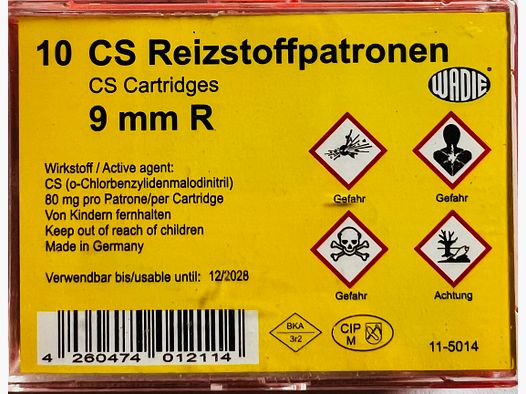 10 CS Reizstoffpatronen
CS Cartridges
9 mm R
WADIE
Wirkstoff / Active agent:
CS (o-Chlorbenzylidenmalodinitril)
80 mg pro Patrone/per Cartridge
Von Kindern fernhalten
Keep out of reach of children
Made in Germany
Verwendbar bis/usable until: 12/2028
Gefahr
Gefahr
Gefahr
Achtung
4 260474 012114
BKA
3r2
CIP
M
11-5014